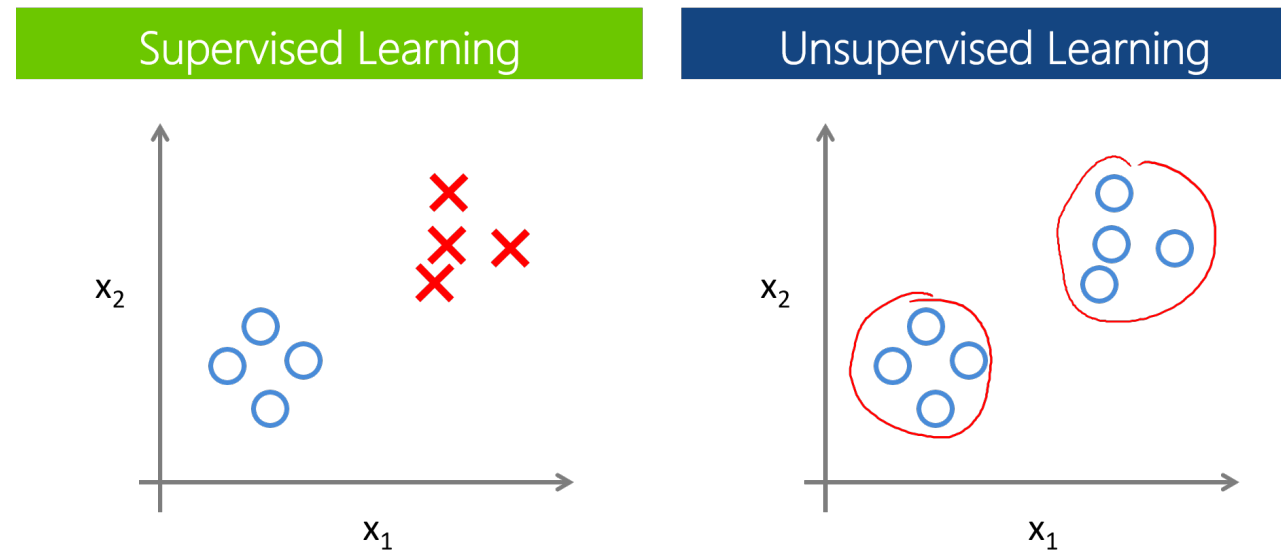 Supervised Learning
x₂
x₁
Unsupervised Learning
x₂
x₁